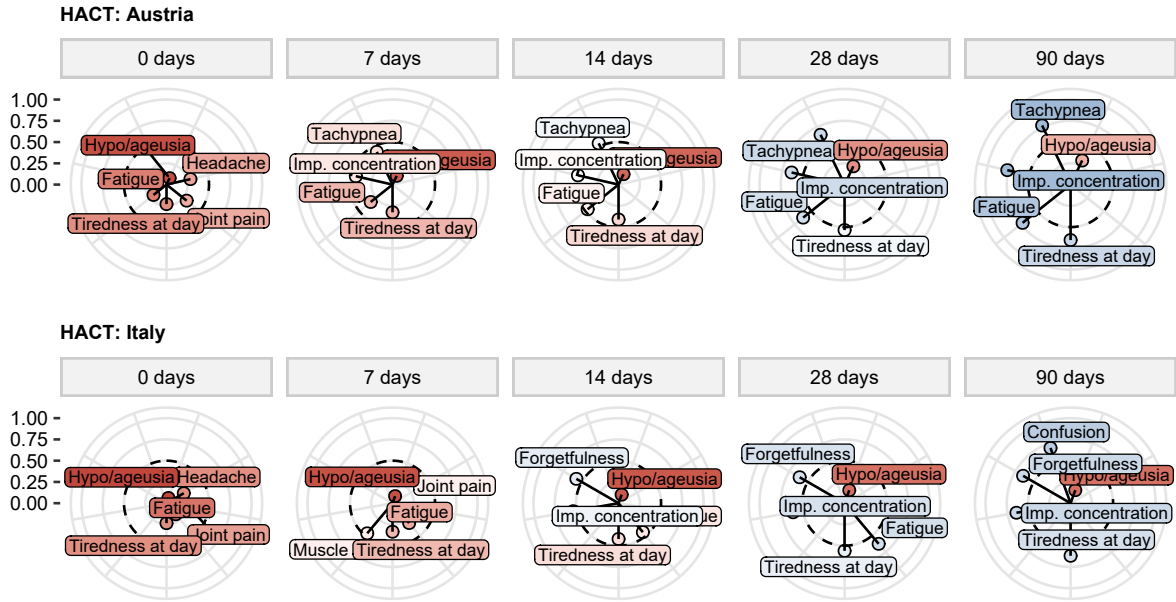 HACT: Austria
0 days
7 days
14 days
28 days
90 days
1.00
0.75
0.50
0.25
0.00
Hypo/ageusia
Headache
Fatigue
Joint pain
Tiredness at day
Tachypnea
ageusia
Imp. concentration
Fatigue
Tiredness at day
Tachypnea
ageusia
Imp. concentration
Fatigue
Tiredness at day
Tachypnea
Hypo/ageusia
Imp. concentration
Fatigue
Tiredness at day
Tachypnea
Hypo/ageusia
Imp. concentration
Fatigue
Tiredness at day
HACT: Italy
0 days
7 days
14 days
28 days
90 days
1.00
0.75
0.50
0.25
0.00
Hypo/ageusia
Headache
Fatigue
Joint pain
Tiredness at day
Hypo/ageusia
Joint pain
Fatigue
Muscle
Tiredness at day
Forgetfulness
Hypo/ageusia
Imp. concentration
Tiredness at day
Forgetfulness
Hypo/ageusia
Imp. concentration
Fatigue
Tiredness at day
Confusion
Forgetfulness
Hypo/ageusia
Imp. concentration
Tiredness at day